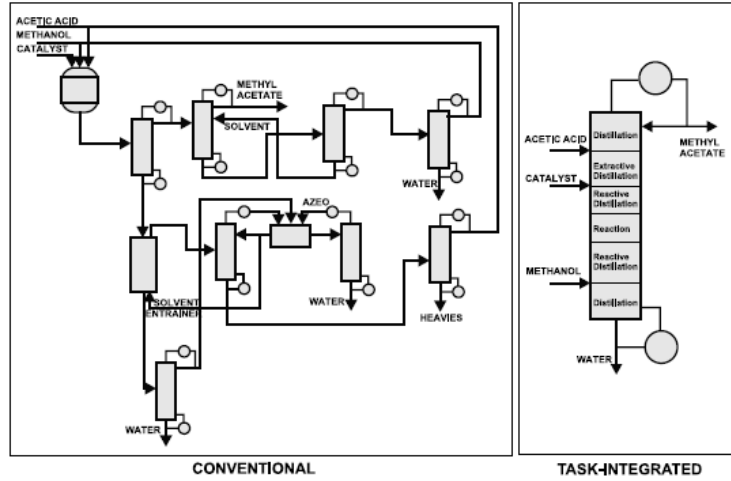 ACETIC ACID
METHANOL
CATALYST
METHYL
ACETATE
SOLVENT
WATER
AZEO
SOLVENT
ENTRAINER
WATER
HEAVIES
WATER
CONVENTIONAL
ACETIC ACID
CATALYST
METHANOL
Distillation
Extractive
Distillation
Reactive
Distillation
Reaction
Reactive
Distillation
Distillation
METHYL
ACETATE
WATER
TASK-INTEGRATED